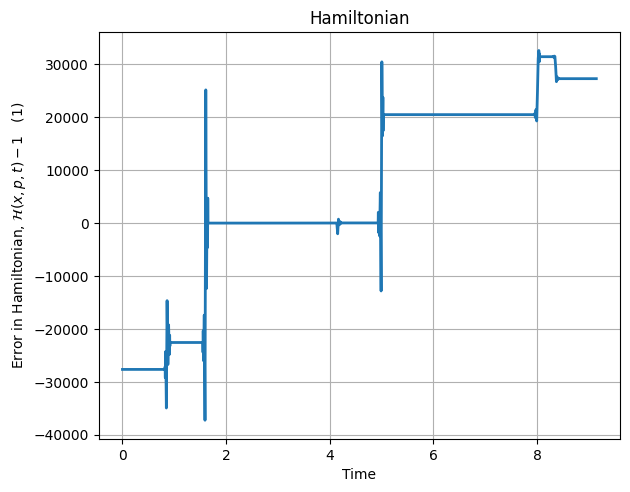 Hamiltonian
Error in Hamiltonian, $\mathcal{H}(x, p, t) - 1$   (1)
30000
20000
10000
0
−10000
−20000
−30000
−40000
0 2 4 6 8
Time